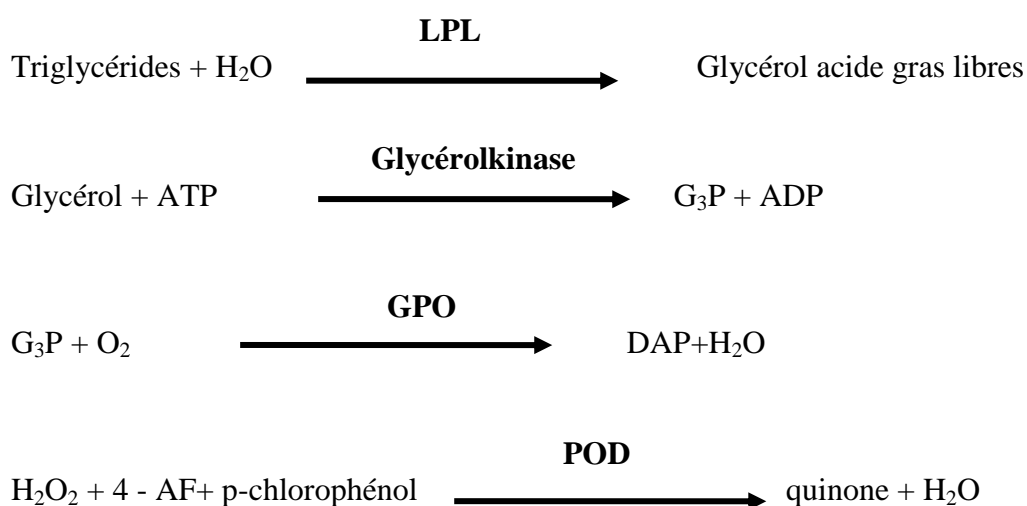 LPL
Triglycérides + H₂O Glycérol acide gras libres
Glycérolkinase
Glycérol + ATP G₃P + ADP
GPO
G₃P + O₂ DAP+H₂O
POD
H₂O₂ + 4 - AF+ p-chlorophénol quinone + H₂O